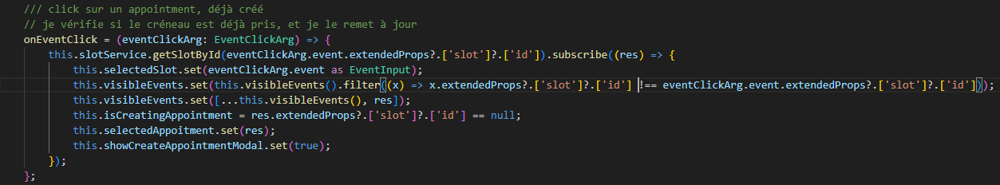 /// click sur un appointment, déjà créé
// je vérifie si le créneau est déjà pris, et je le remet à jour
onEventClick = (eventClickArg: EventClickArg) => {
this.slotService.getSlotById(eventClickArg.event.extendedProps?.['slot']?.['id']).subscribe((res) => {
this.selectedSlot.set(eventClickArg.event as EventInput);
this.visibleEvents.set(this.visibleEvents().filter((x) => x.extendedProps?.['slot']?.['id'] !== eventClickArg.event.extendedProps?.['slot']?.['id']));
this.visibleEvents.set([...this.visibleEvents(), res]);
this.isCreatingAppointment = res.extendedProps?.['slot']?.['id'] == null;
this.selectedAppoitment.set(res);
this.showCreateAppointmentModal.set(true);
});
};